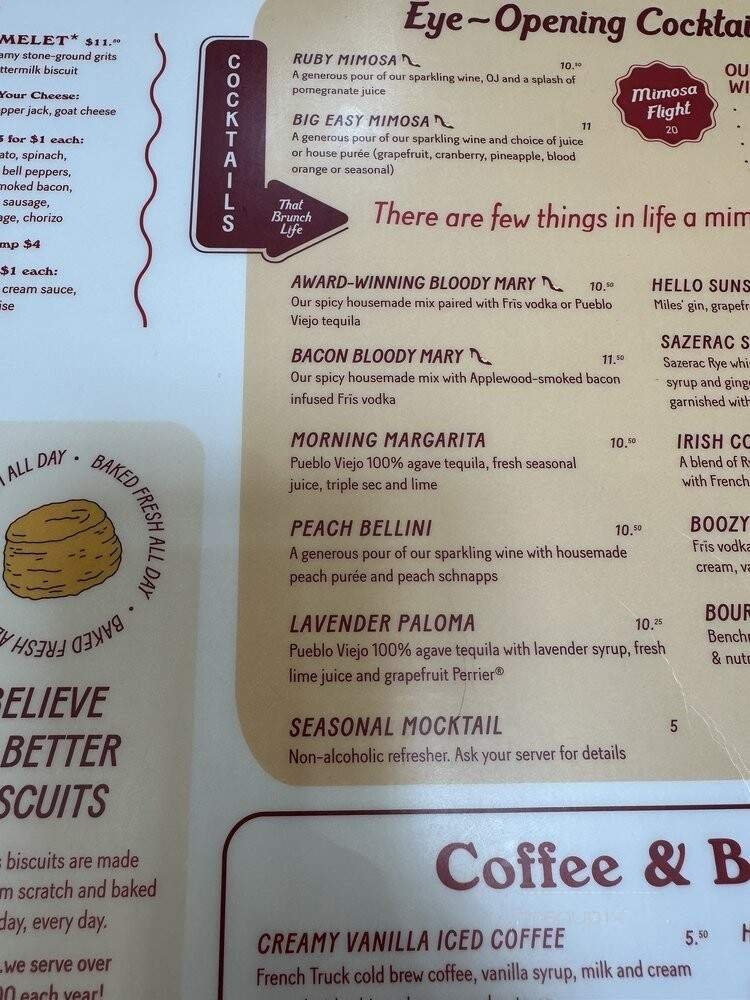 MELET* $11.⁰⁰
amy stone-ground grits
ttermilk biscuit
Your Cheese:
pper jack, goat cheese
5 for $1 each:
ato, spinach,
bell peppers,
moked bacon,
sausage,
age, chorizo
mp $4
$1 each:
cream sauce,
ise
ALL DAY • BAKED FRESH ALL DAY • BAKED FRESH
BELIEVE
BETTER
SCUITS
s biscuits are made
m scratch and baked
day, every day.
..we serve over
00 each year!
COCKTAILS
That
Brunch
Life
Eye~Opening Cocktai
RUBY MIMOSA 10.⁵⁰
A generous pour of our sparkling wine, OJ and a splash of
pomegranate juice
BIG EASY MIMOSA 11
A generous pour of our sparkling wine and choice of juice
or house purée (grapefruit, cranberry, pineapple, blood
orange or seasonal)
Mimosa
Flight
20
OU
WI
There are few things in life a mim
AWARD-WINNING BLOODY MARY 10.⁵⁰
Our spicy housemade mix paired with Frïs vodka or Pueblo
Viejo tequila
BACON BLOODY MARY 11.⁵⁰
Our spicy housemade mix with Applewood-smoked bacon
infused Frïs vodka
MORNING MARGARITA 10.⁵⁰
Pueblo Viejo 100% agave tequila, fresh seasonal
juice, triple sec and lime
PEACH BELLINI 10.⁵⁰
A generous pour of our sparkling wine with housemade
peach purée and peach schnapps
LAVENDER PALOMA 10.²⁵
Pueblo Viejo 100% agave tequila with lavender syrup, fresh
lime juice and grapefruit Perrier®
SEASONAL MOCKTAIL 5
Non-alcoholic refresher. Ask your server for details
HELLO SUNS
Miles' gin, grapefr
SAZERAC S
Sazerac Rye whi
syrup and ginge
garnished with
IRISH CO
A blend of R
with French
BOOZY
Frïs vodka
cream, va
BOUR
Bench
& nutr
Coffee & B
CREAMY VANILLA ICED COFFEE 5.⁵⁰
French Truck cold brew coffee, vanilla syrup, milk and cream
H